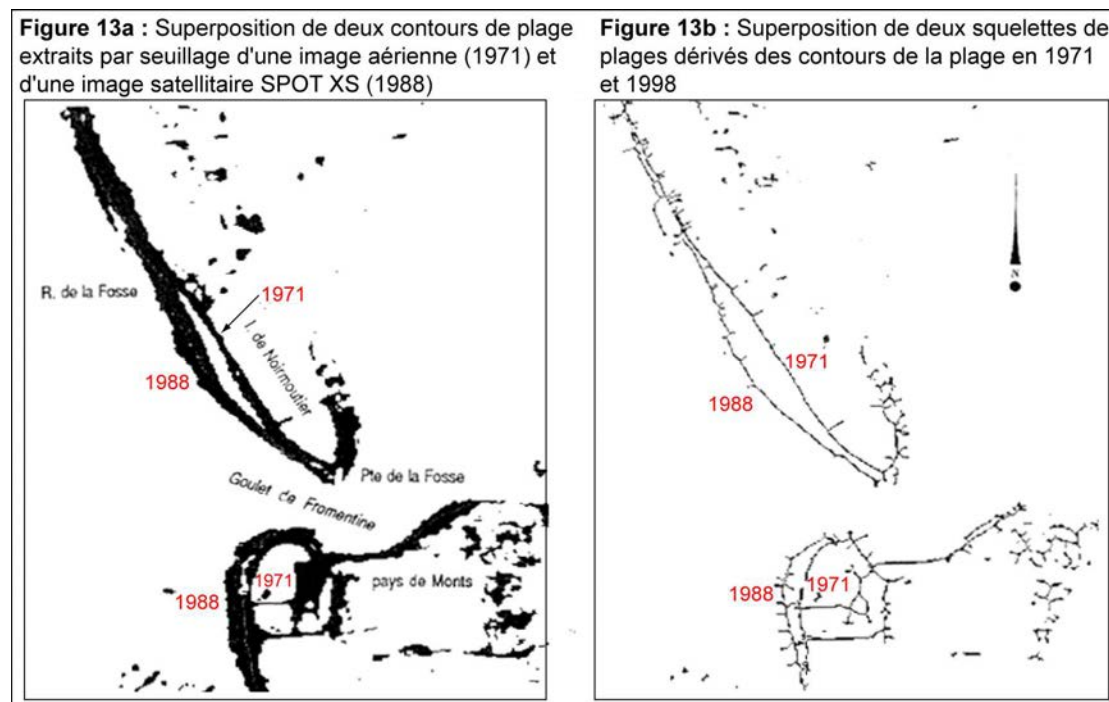 Figure 13a : Superposition de deux contours de plage
extraits par seuillage d'une image aérienne (1971) et
d'une image satellitaire SPOT XS (1988)
R. de la Fosse
1971
I. de Noirmoutier
1988
Pte de la Fosse
Goulet de Fromentine
1971
pays de Monts
1988
Figure 13b : Superposition de deux squelettes de
plages dérivés des contours de la plage en 1971
et 1998
N
1971
1988
1988
1971